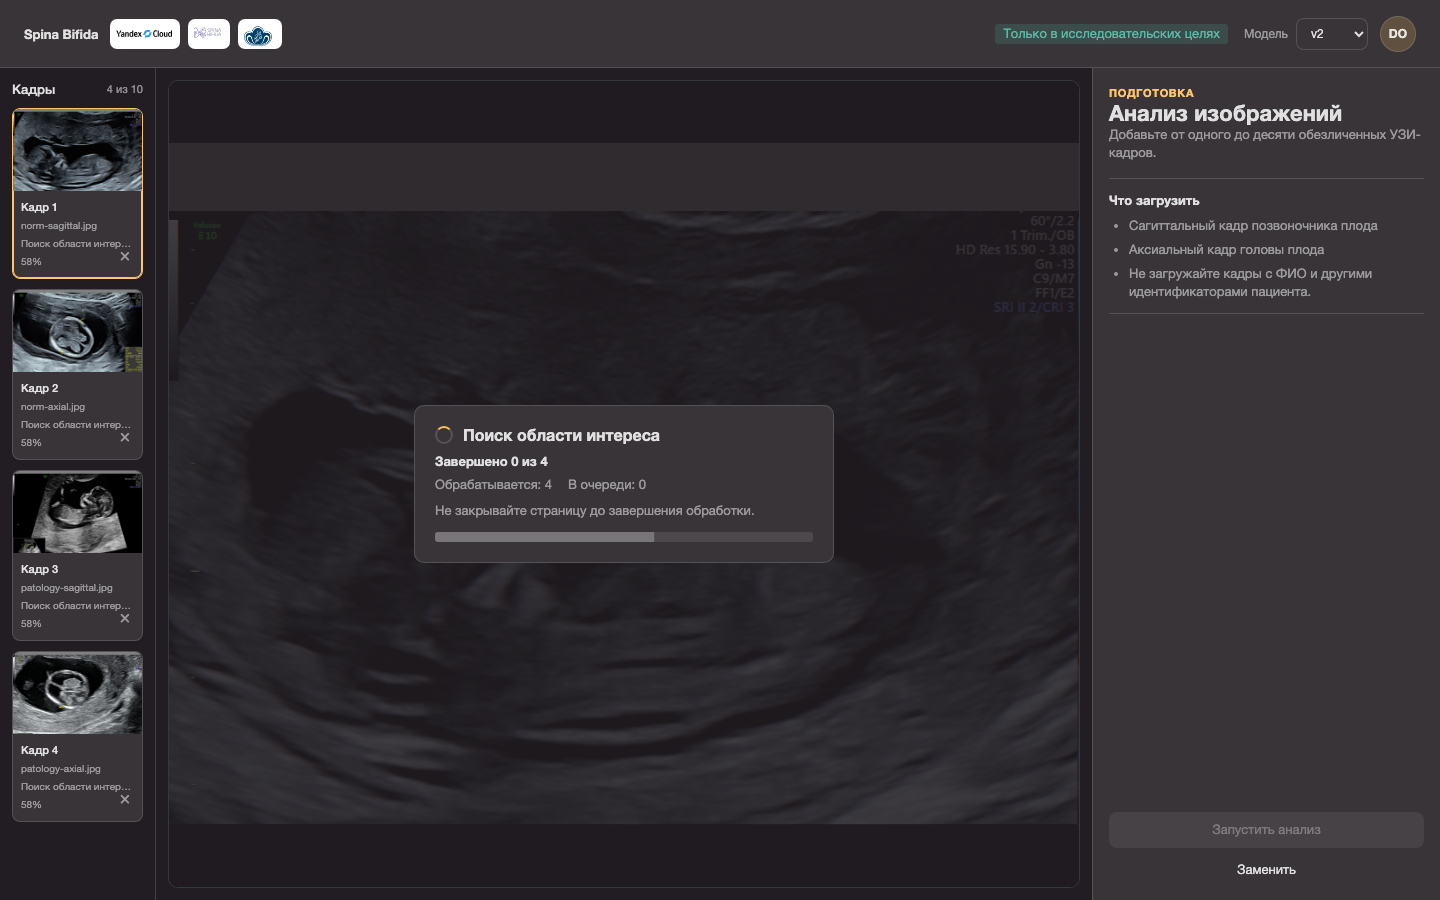 Spina Bifida
Yandex Cloud
Только в исследовательских целях
Модель
v2
DO
Кадры
4 из 10
Кадр 1
norm-sagittal.jpg
Поиск области интер...
58%
Кадр 2
norm-axial.jpg
Поиск области интер...
58%
Кадр 3
patology-sagittal.jpg
Поиск области интер...
58%
Кадр 4
patology-axial.jpg
Поиск области интер...
58%
60°/2.2
1 Trim./OB
HD Res 15.90 - 3.80
Gn -13
C9/M7
FF1/E2
SRI II 2/CRI 3
Поиск области интереса
Завершено 0 из 4
Обрабатывается: 4
В очереди: 0
Не закрывайте страницу до завершения обработки.
ПОДГОТОВКА
Анализ изображений
Добавьте от одного до десяти обезличенных УЗИ-
кадров.
Что загрузить
Сагиттальный кадр позвоночника плода
Аксиальный кадр головы плода
Не загружайте кадры с ФИО и другими
идентификаторами пациента.
Запустить анализ
Заменить